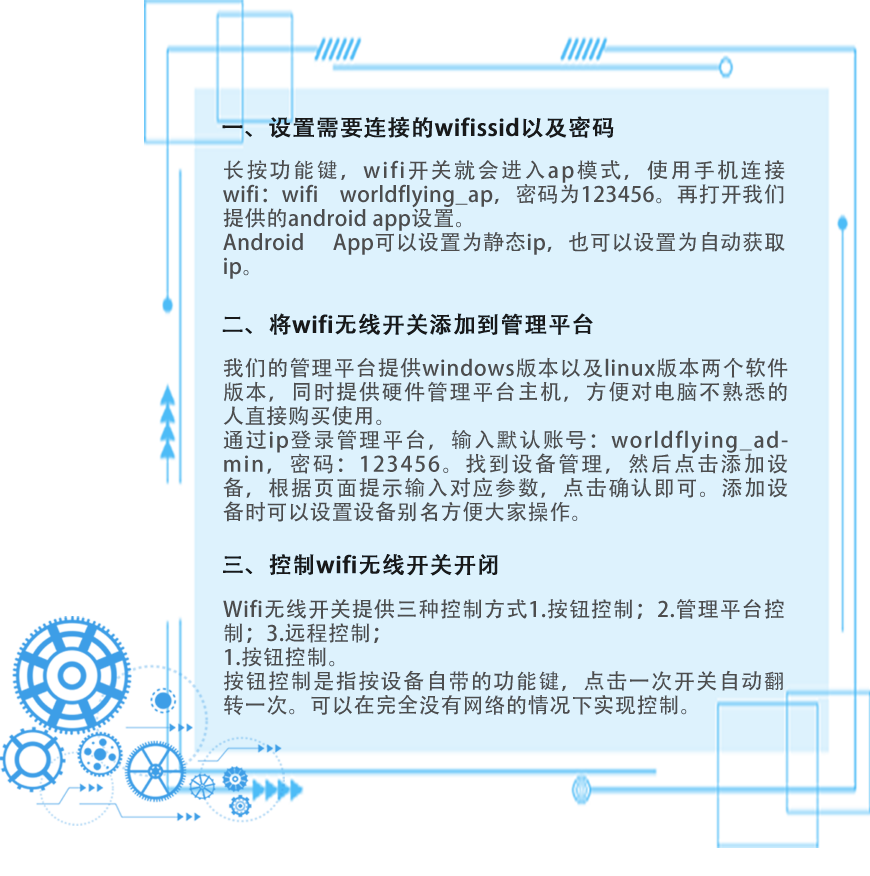 一、设置需要连接的wifissid以及密码
长按功能键，wifi开关就会进入ap模式，使用手机连接
wifi：wifi worldflying_ap，密码为123456。再打开我们
提供的android app设置。
Android App可以设置为静态ip，也可以设置为自动获取
ip。
二、将wifi无线开关添加到管理平台
我们的管理平台提供windows版本以及linux版本两个软件
版本，同时提供硬件管理平台主机，方便对电脑不熟悉的
人直接购买使用。
通过ip登录管理平台，输入默认账号：worldflying_ad-
min，密码：123456。找到设备管理，然后点击添加设
备，根据页面提示输入对应参数，点击确认即可。添加设
备时可以设置设备别名方便大家操作。
三、控制wifi无线开关开闭
Wifi无线开关提供三种控制方式1.按钮控制；2.管理平台控
制；3.远程控制；
1.按钮控制。
按钮控制是指按设备自带的功能键，点击一次开关自动翻
转一次。可以在完全没有网络的情况下实现控制。